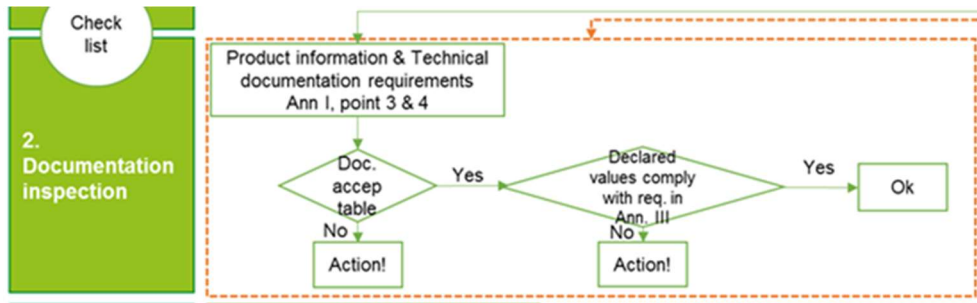 Check
list
2.
Documentation
inspection
Product information & Technical
documentation requirements
Ann I, point 3 & 4
Doc.
accep
table
Yes
Declared
values comply
with req. in
Ann. III
Yes
Ok
No
Action!
No
Action!